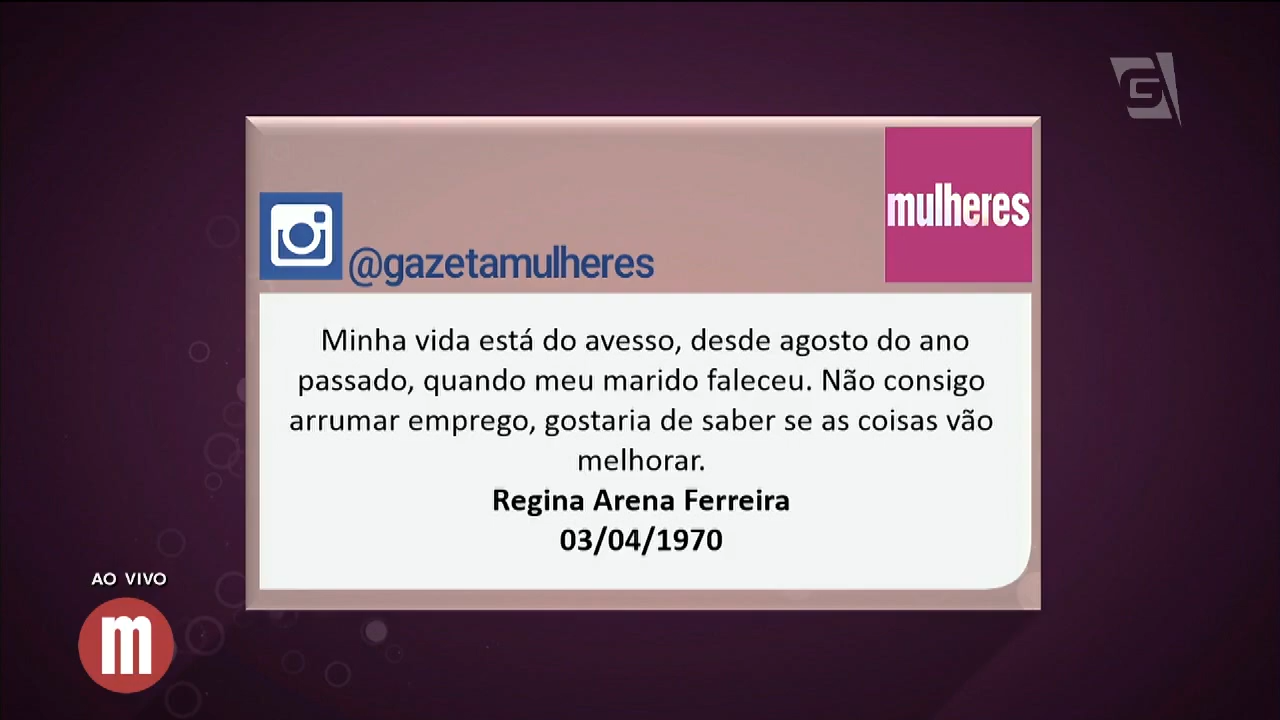 G
mulheres
@gazetamulheres
Minha vida está do avesso, desde agosto do ano
passado, quando meu marido faleceu. Não consigo
arrumar emprego, gostaria de saber se as coisas vão
melhorar.
Regina Arena Ferreira
03/04/1970
AO VIVO
m